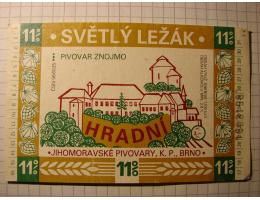 11%
SVĚTLÝ LEŽÁK
11%
PIVOVAR ZNOJMO
HRADNÍ
JIHOMORAVSKÉ PIVOVARY, K. P., BRNO
11%
11%
11%